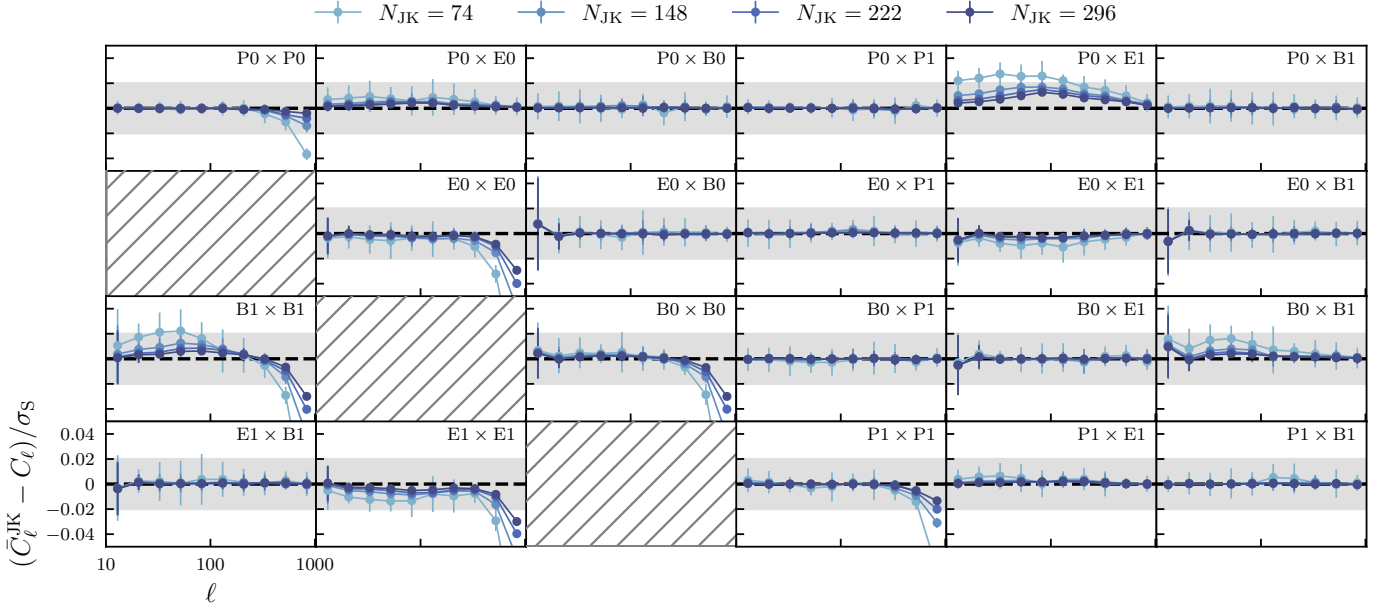 N_JK = 74 N_JK = 148 N_JK = 222 N_JK = 296
P0 × P0 P0 × E0 P0 × B0 P0 × P1 P0 × E1 P0 × B1
E0 × E0 E0 × B0 E0 × P1 E0 × E1 E0 × B1
B1 × B1 B0 × B0 B0 × P1 B0 × E1 B0 × B1
E1 × B1 E1 × E1 P1 × P1 P1 × E1 P1 × B1
0.04
0.02
0
−0.02
−0.04
(C̄_ℓ^JK − C_ℓ)/σ_S
10 100 1000
ℓ